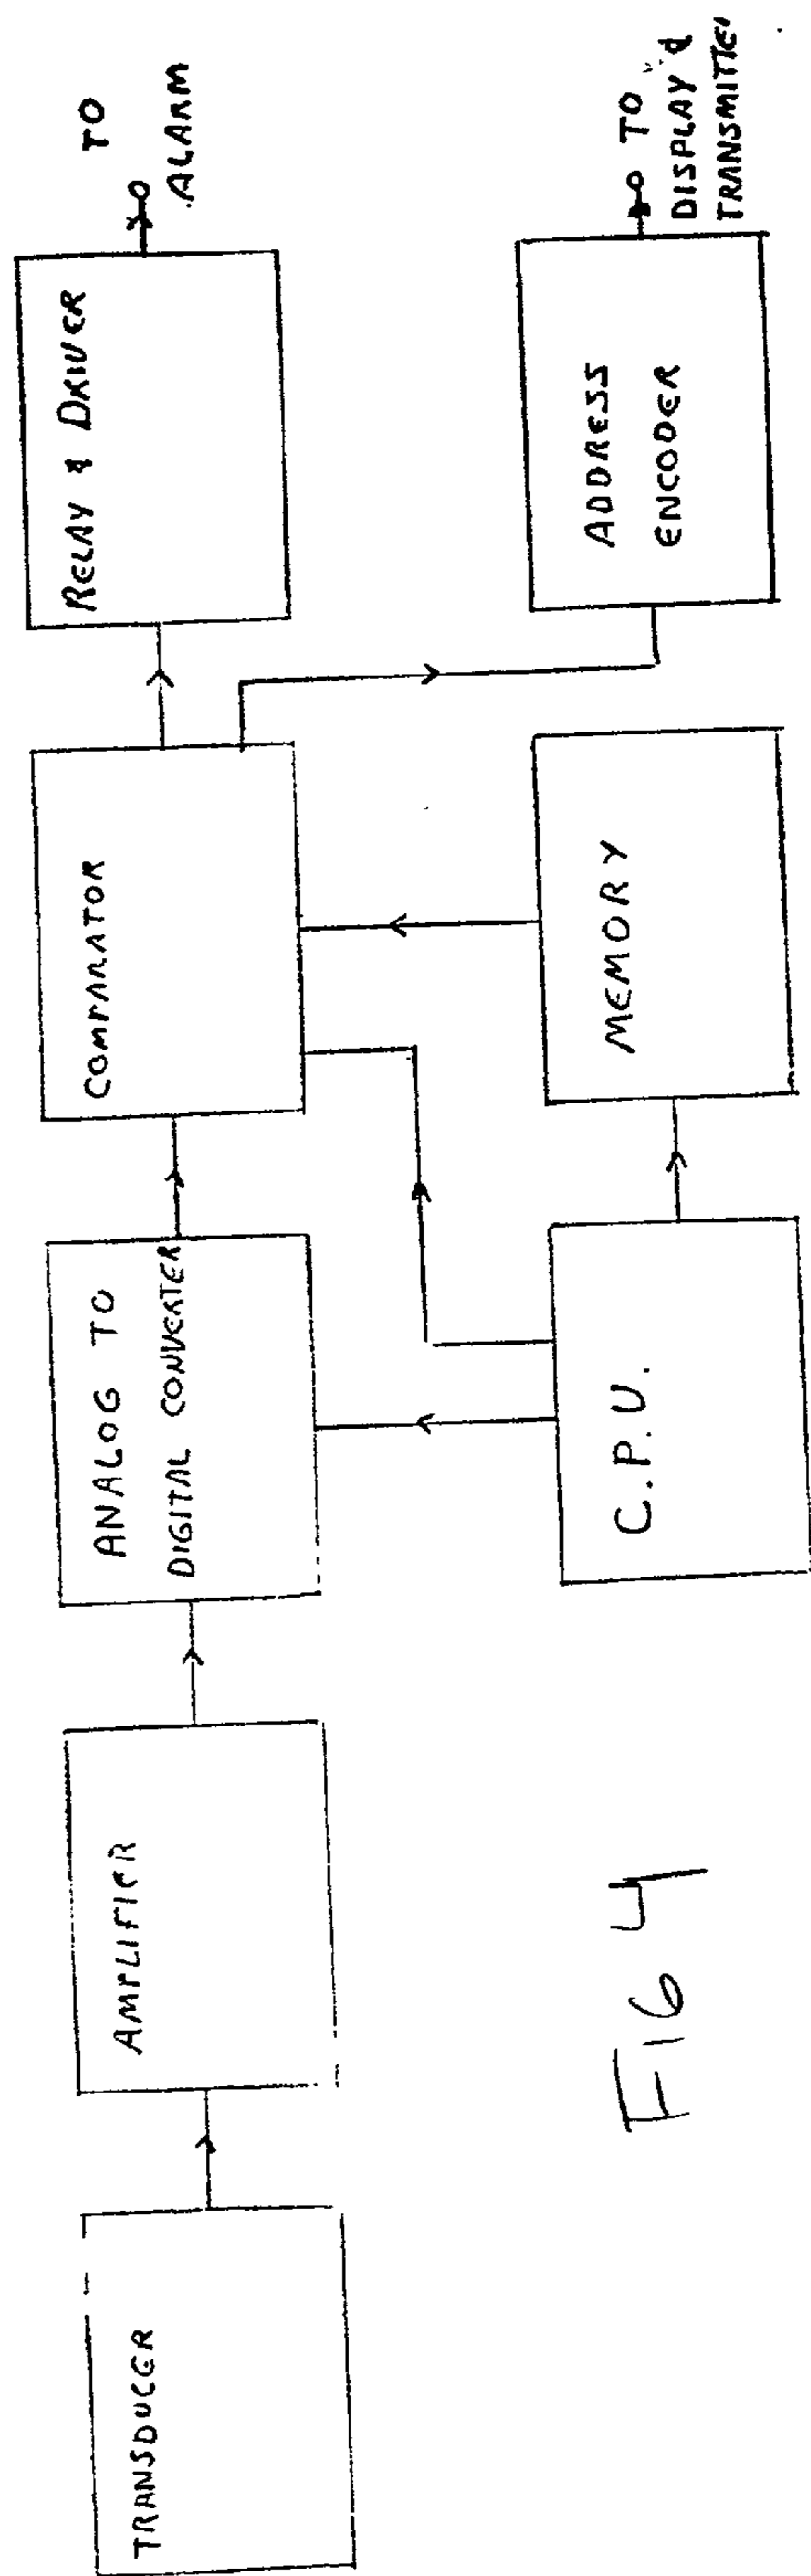 TRANSDUCER
AMPLIFIER
ANALOG TO
DIGITAL CONVERTER
COMPARATOR
RELAY & DRIVER
TO
ALARM
C.P.U.
MEMORY
ADDRESS
ENCODER
TO
DISPLAY &
TRANSMITTER
FIG 4